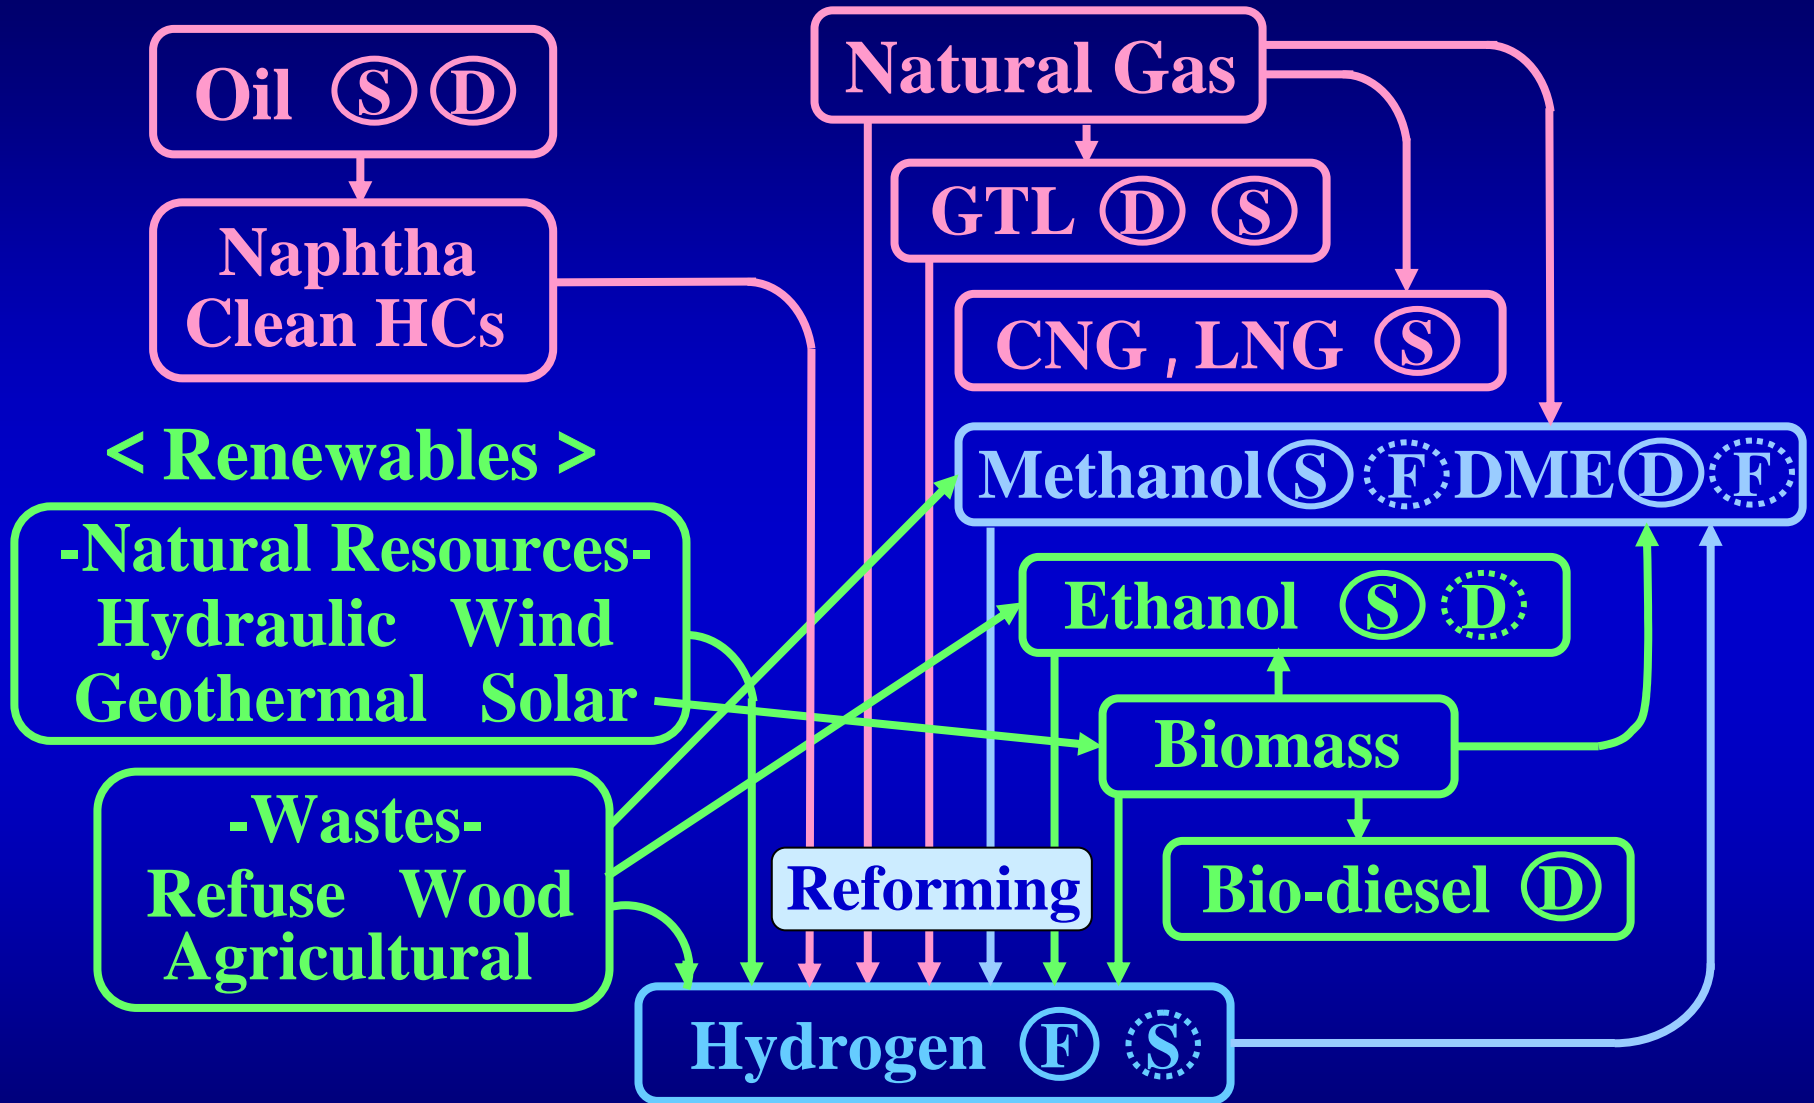 Oil S D
Naphtha
Clean HCs
Natural Gas
GTL D S
CNG , LNG S
Methanol S F DME D F
< Renewables >
-Natural Resources-
Hydraulic Wind
Geothermal Solar
Ethanol S D
Biomass
Bio-diesel D
-Wastes-
Refuse Wood
Agricultural
Reforming
Hydrogen F S